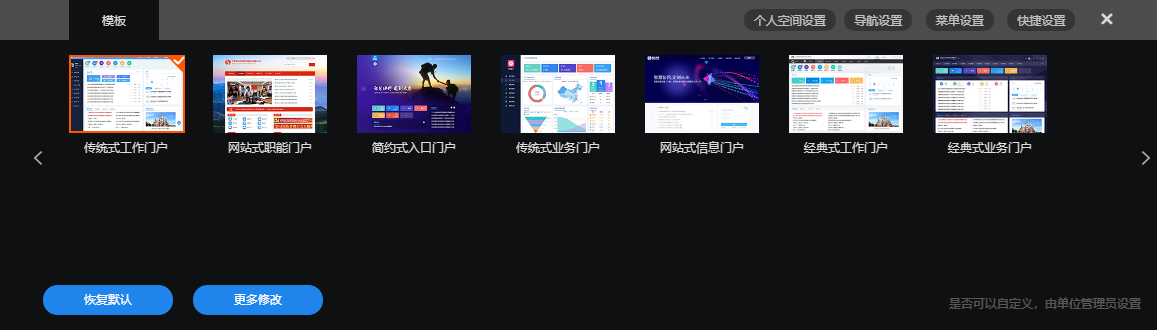 模板
个人空间设置
导航设置
菜单设置
快捷设置
传统式工作门户
网站式职能门户
简约式入口门户
传统式业务门户
网站式信息门户
经典式工作门户
经典式业务门户
恢复默认
更多修改
是否可以自定义，由单位管理员设置